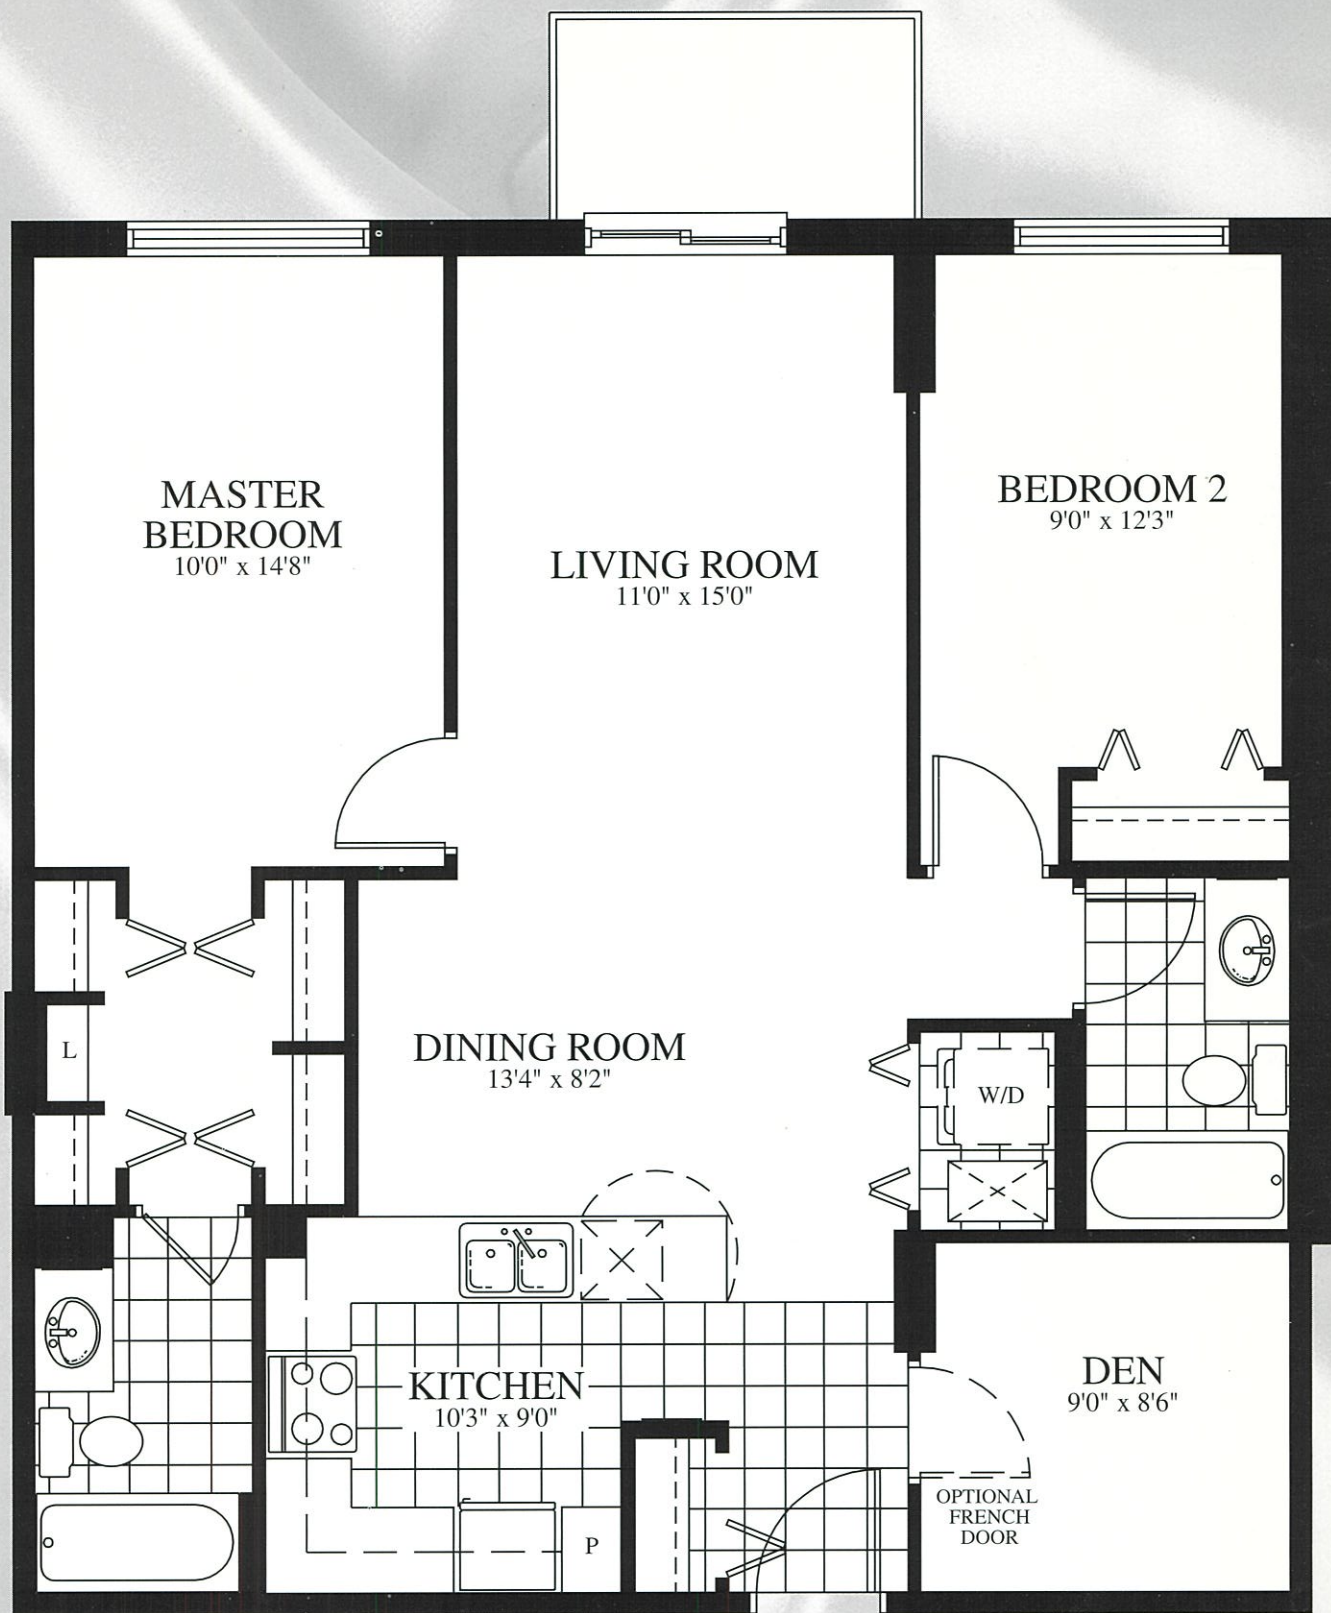 MASTER
BEDROOM
10'0" x 14'8"
LIVING ROOM
11'0" x 15'0"
BEDROOM 2
9'0" x 12'3"
L
DINING ROOM
13'4" x 8'2"
W/D
KITCHEN
10'3" x 9'0"
DEN
9'0" x 8'6"
OPTIONAL
FRENCH
DOOR
P